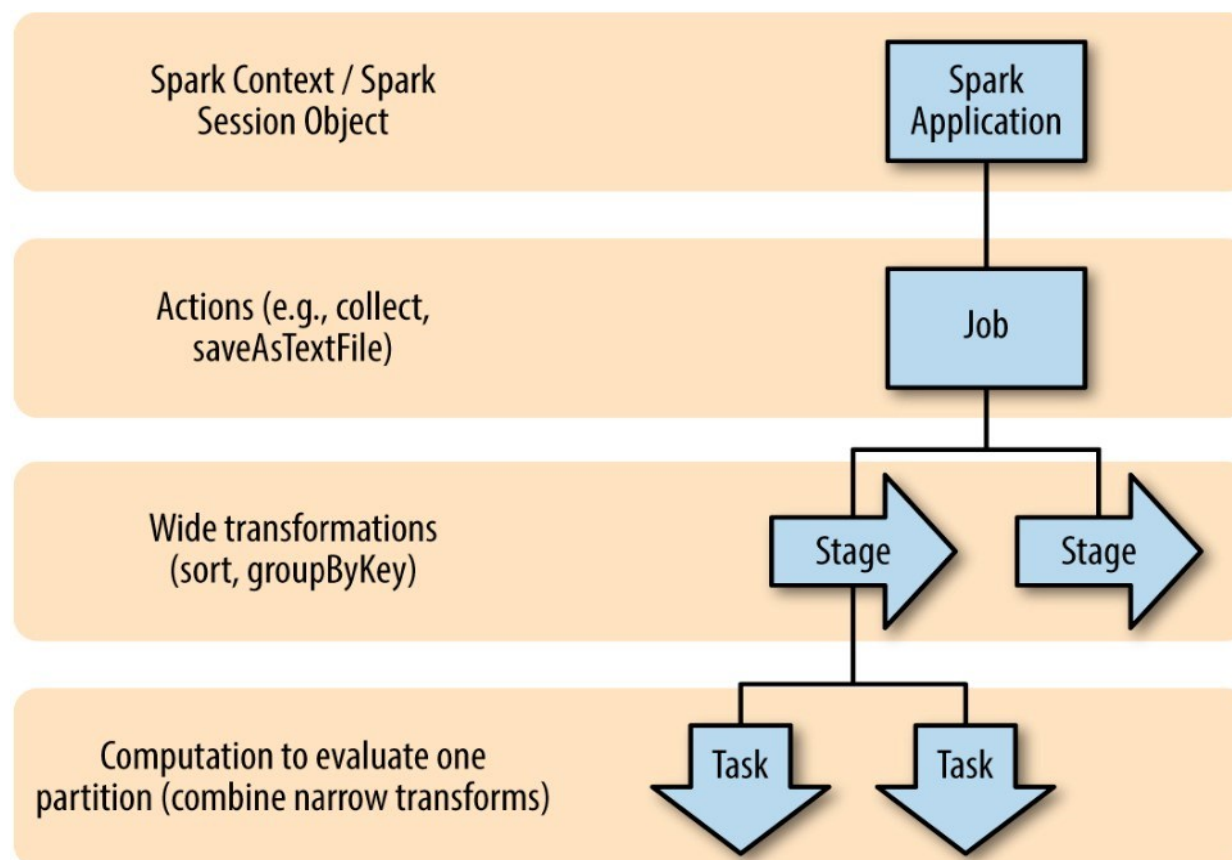 Spark Context / Spark
Session Object
Spark
Application
Actions (e.g., collect,
saveAsTextFile)
Job
Wide transformations
(sort, groupByKey)
Stage
Stage
Computation to evaluate one
partition (combine narrow transforms)
Task
Task